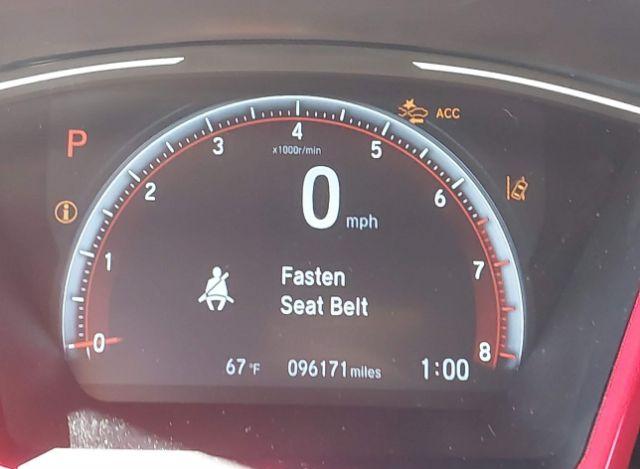 ACC
P
4
x1000r/min
3
5
2
6
0 mph
1
7
Fasten
Seat Belt
0
8
67°F 096171 miles 1:00